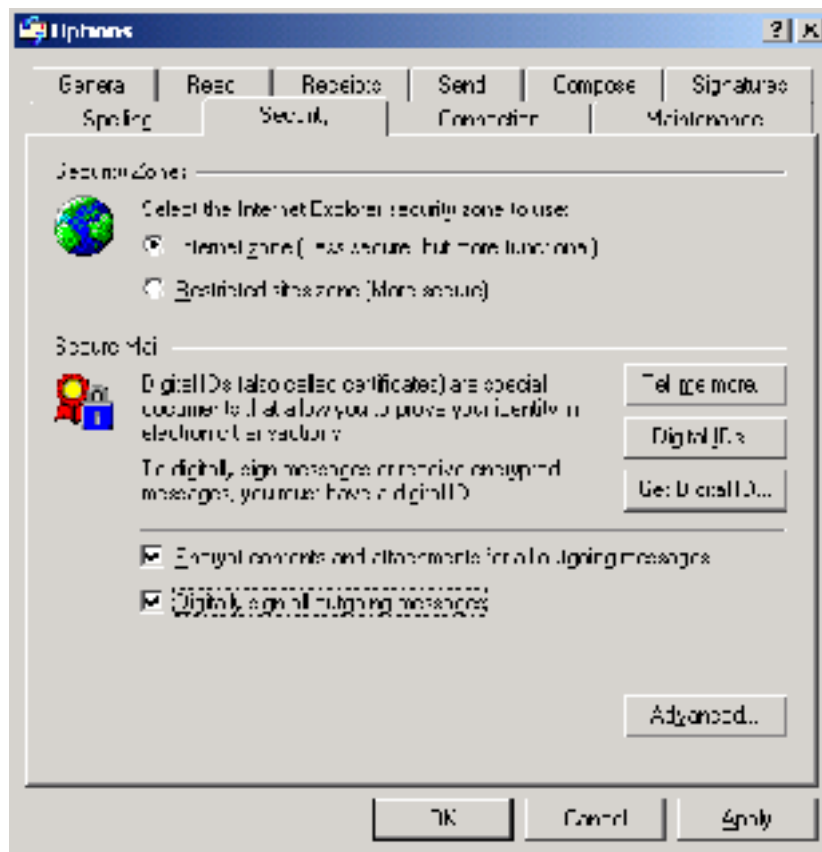 Options
General Read Receipts Send Compose Signatures
Spelling Security Connection Maintenance
Security Zones
Select the Internet Explorer security zone to use:
Internet zone (Less secure, but more functional)
Restricted sites zone (More secure)
Secure Mail
Digital IDs (also called certificates) are special
documents that allow you to prove your identity in
electronic transactions.
To digitally sign messages or receive encrypted
messages, you must have a digital ID.
Tell me more...
Digital IDs...
Get Digital ID...
Encrypt contents and attachments for all outgoing messages
Digitally sign all outgoing messages
Advanced...
OK Cancel Apply